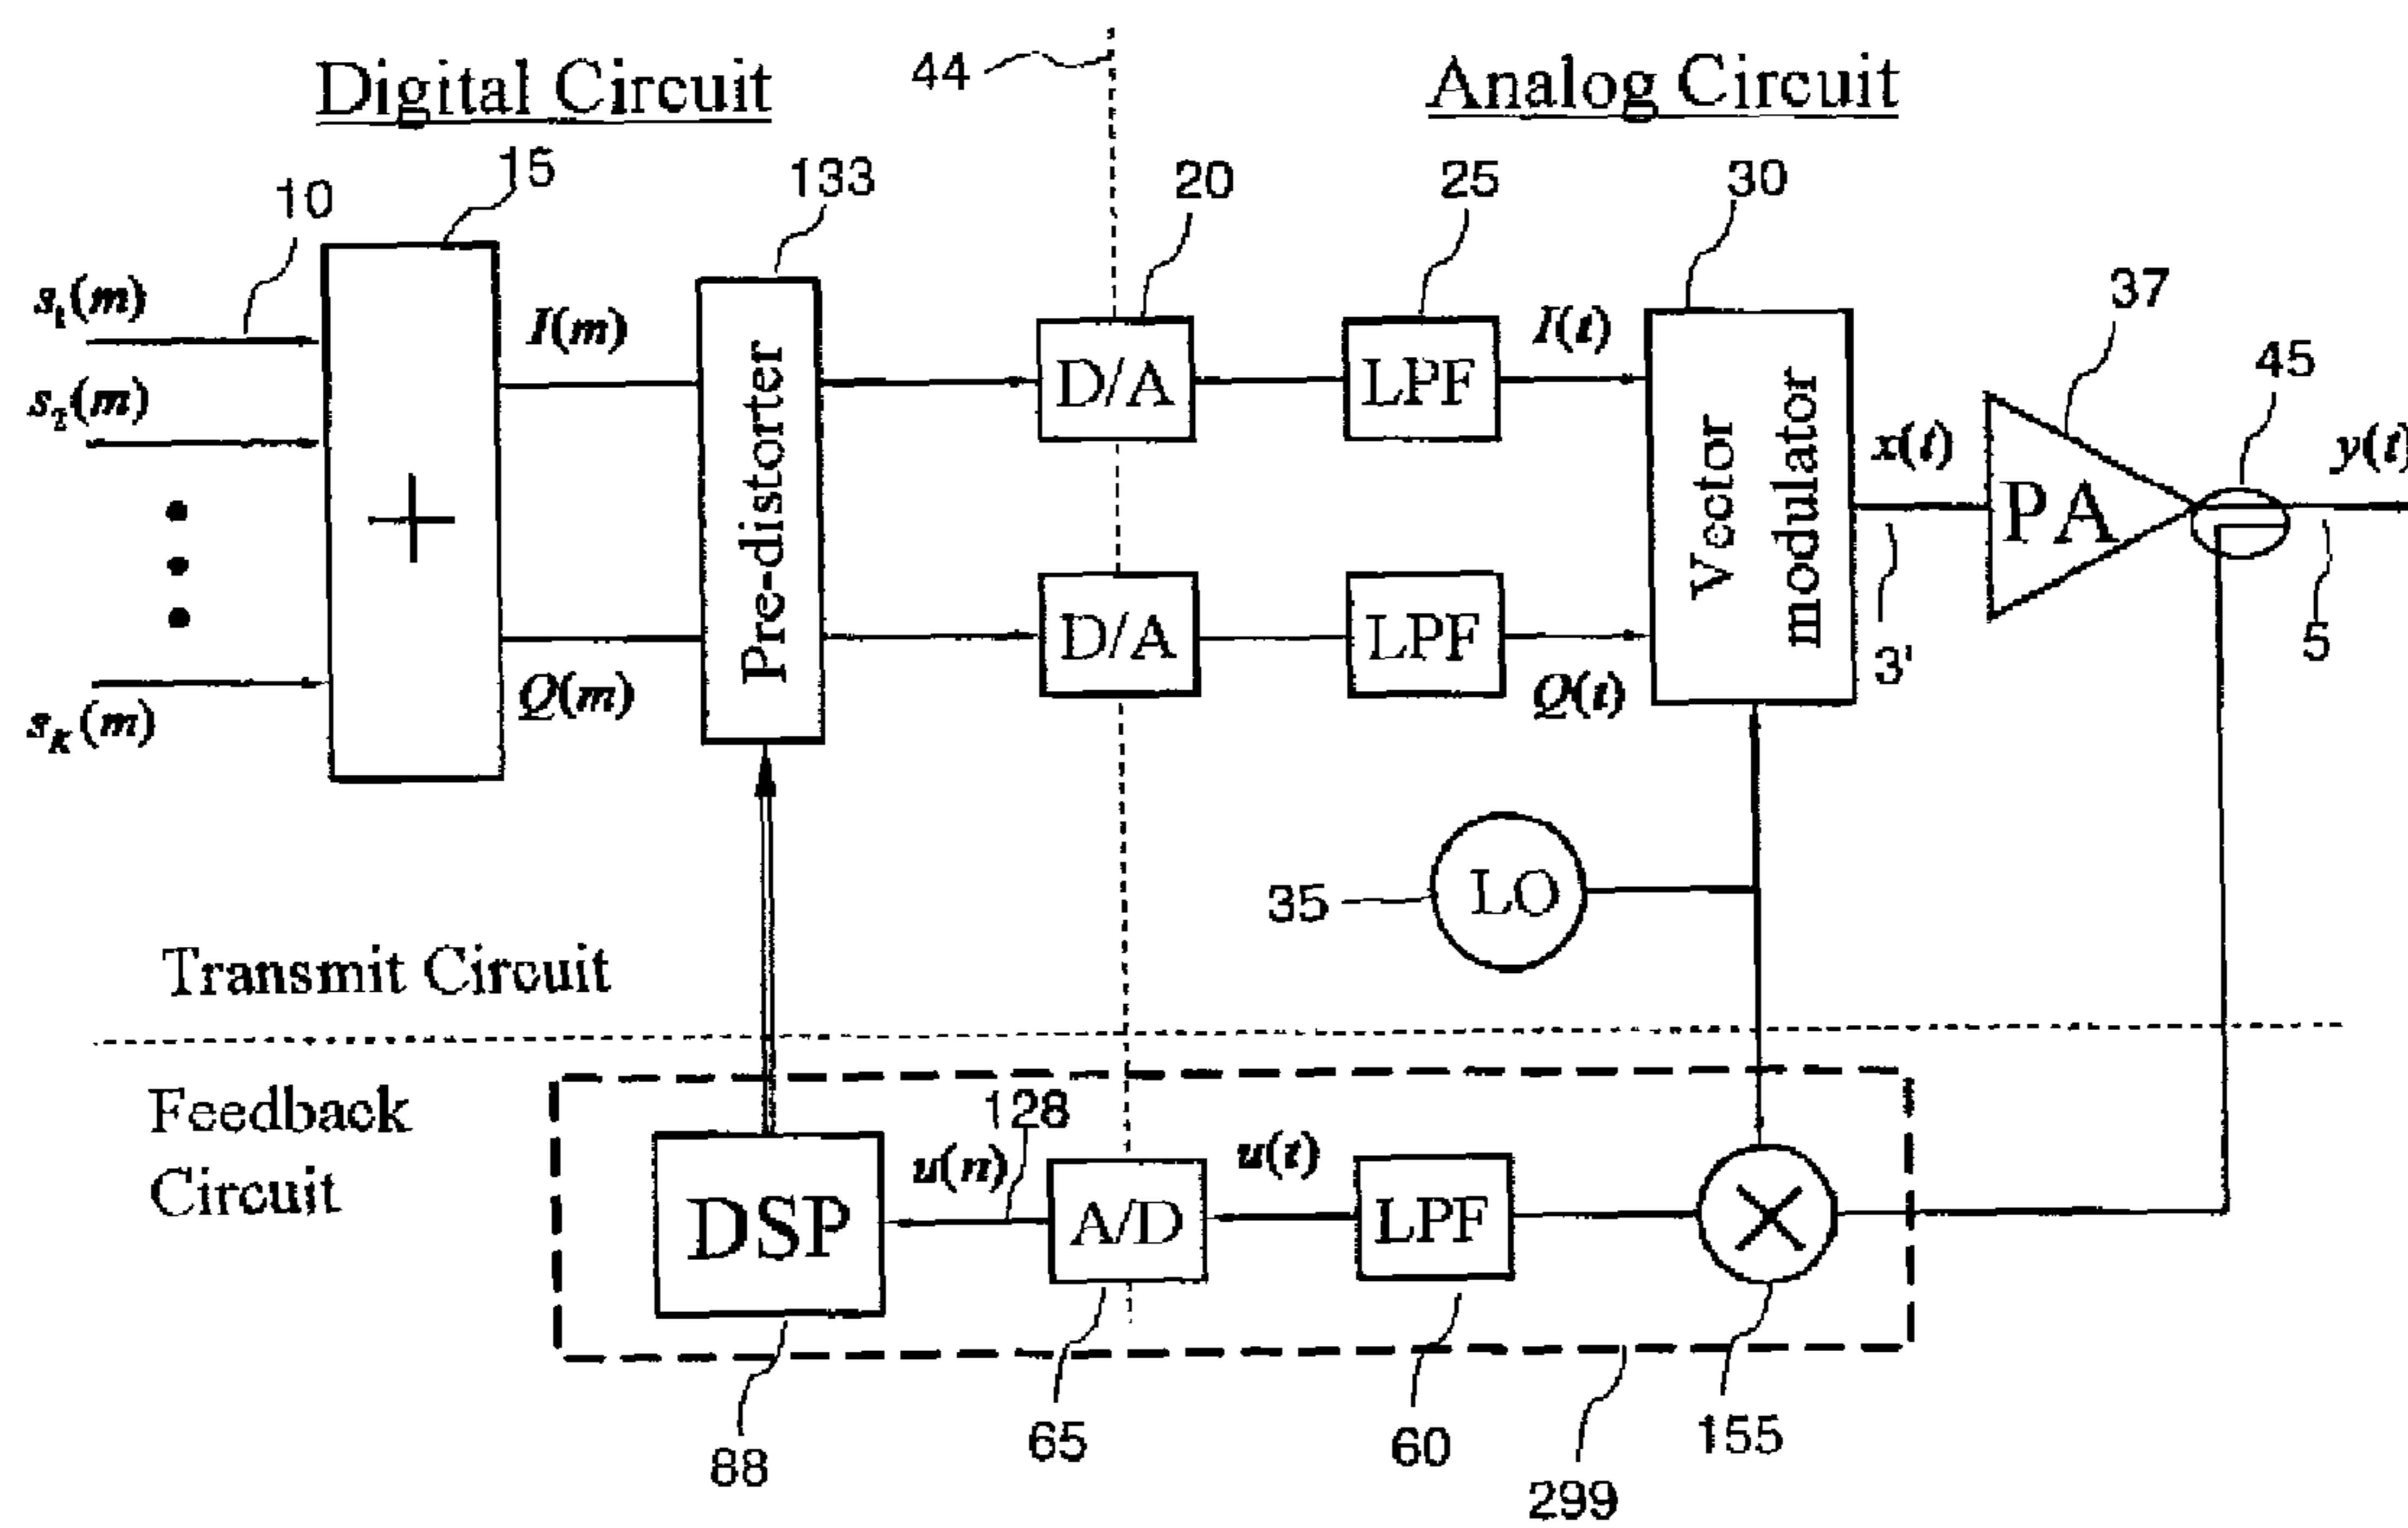 Digital Circuit
44
Analog Circuit
10
15
133
20
25
30
37
45
s₁(m)
s₂(m)
sₖ(m)
+
I(m)
Q(m)
Pre-distorter
D/A
D/A
LPF
LPF
I(t)
Q(t)
Vector
modulator
x(t)
3'
PA
y(t)
5
35
LO
Transmit Circuit
Feedback
Circuit
DSP
u(n)
128
A/D
u(t)
LPF
88
65
60
299
155